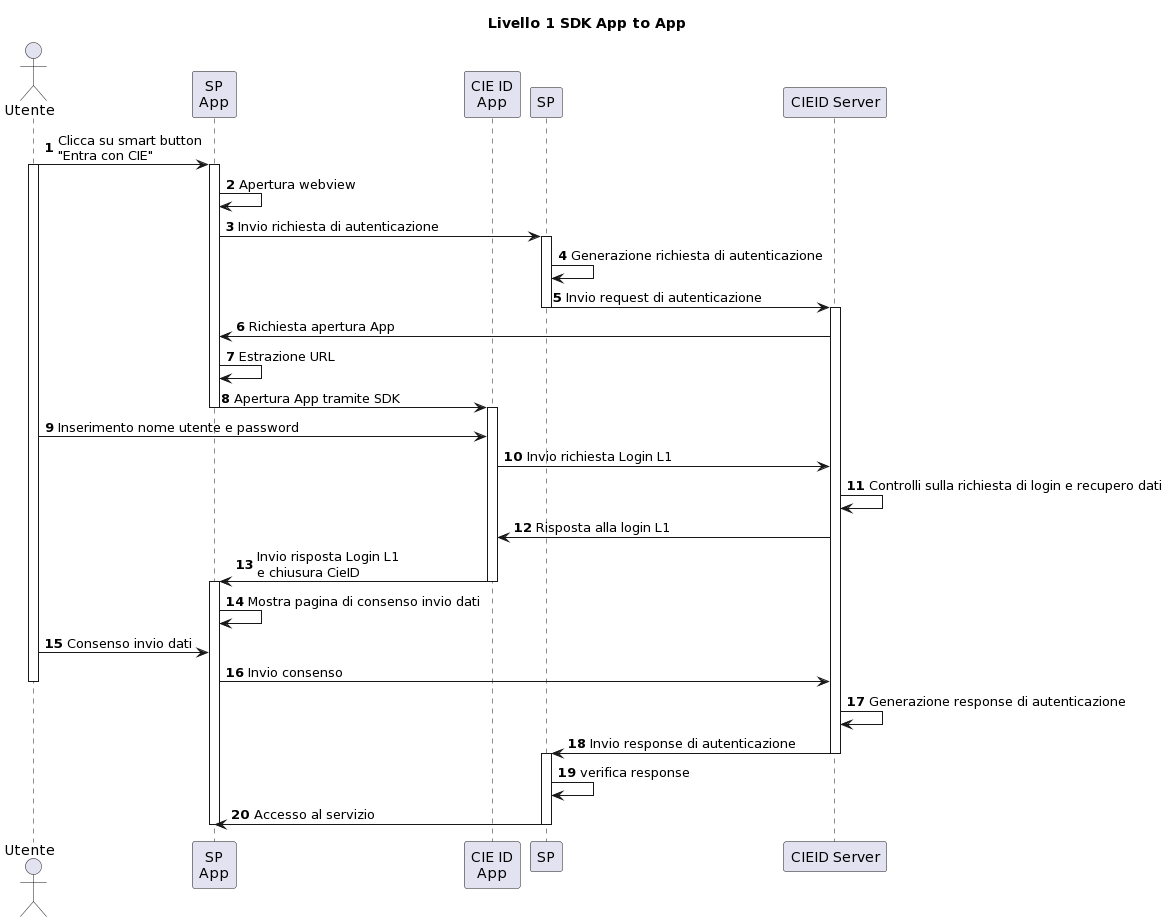 Livello 1 SDK App to App
Utente
SP
App
CIE ID
App
SP
CIEID Server
1 Clicca su smart button
"Entra con CIE"
2 Apertura webview
3 Invio richiesta di autenticazione
4 Generazione richiesta di autenticazione
5 Invio request di autenticazione
6 Richiesta apertura App
7 Estrazione URL
8 Apertura App tramite SDK
9 Inserimento nome utente e password
10 Invio richiesta Login L1
11 Controlli sulla richiesta di login e recupero dati
12 Risposta alla login L1
13 Invio risposta Login L1
e chiusura CieID
14 Mostra pagina di consenso invio dati
15 Consenso invio dati
16 Invio consenso
17 Generazione response di autenticazione
18 Invio response di autenticazione
19 verifica response
20 Accesso al servizio
Utente
SP
App
CIE ID
App
SP
CIEID Server